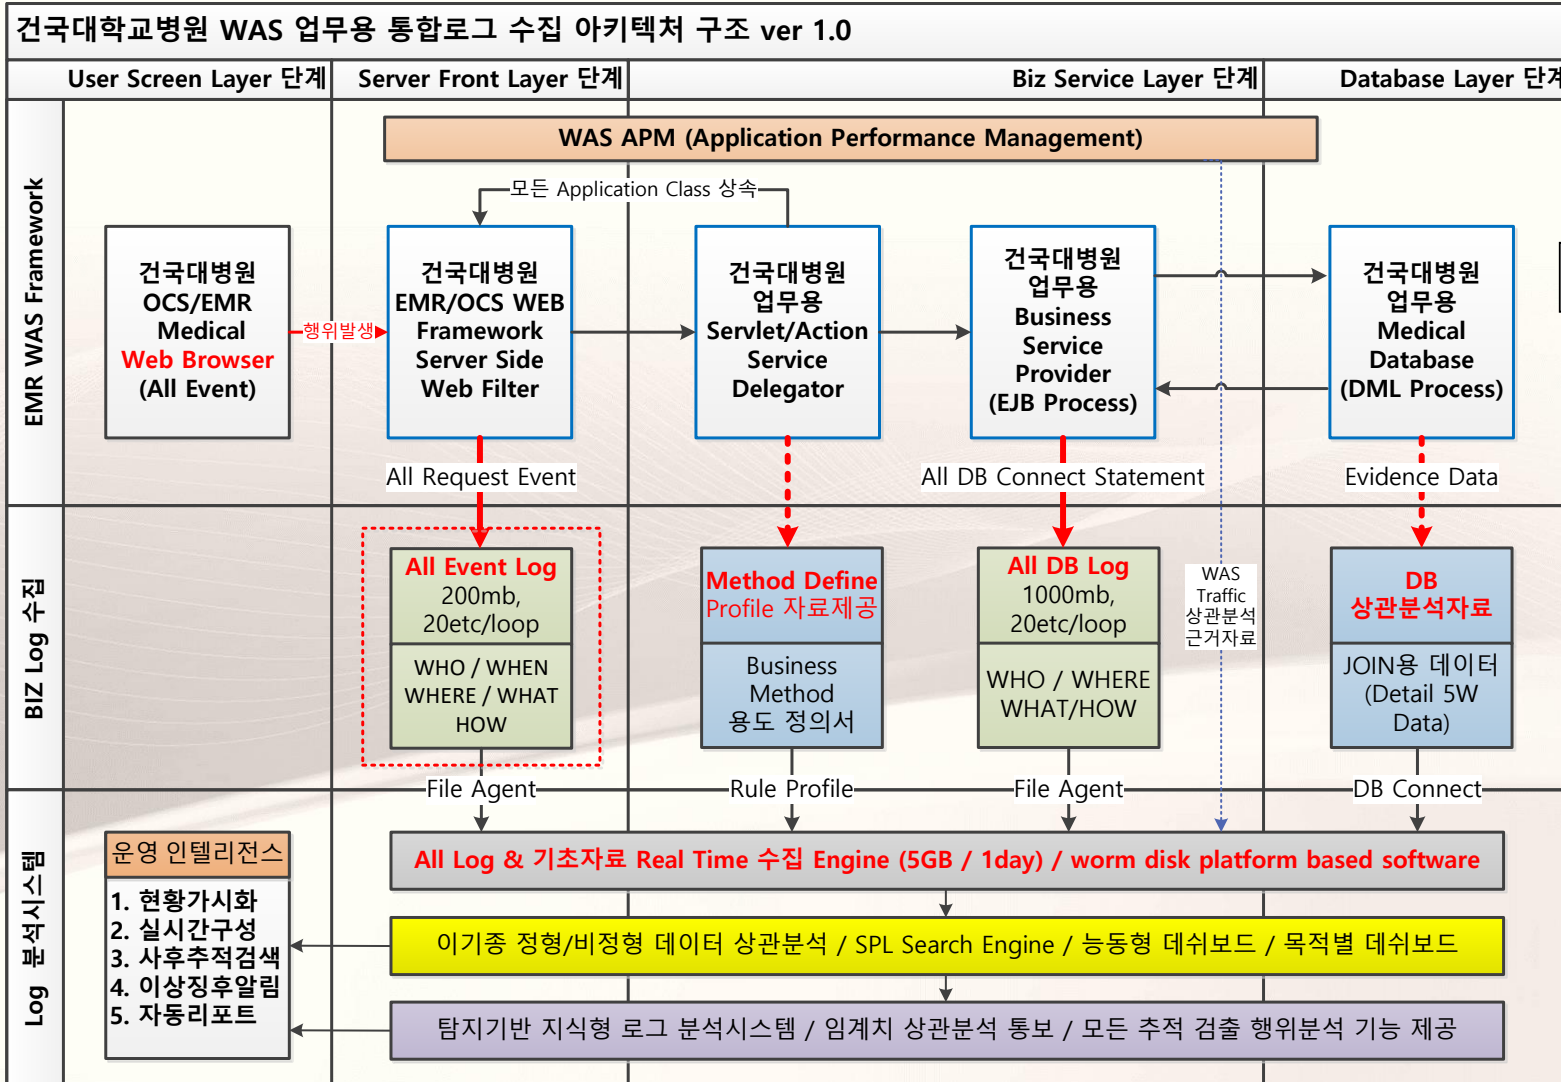 건국대학교병원 WAS 업무용 통합로그 수집 아키텍처 구조 ver 1.0
User Screen Layer 단계
Server Front Layer 단계
Biz Service Layer 단계
Database Layer 단계
EMR WAS Framework
WAS APM (Application Performance Management)
모든 Application Class 상속
건국대병원
OCS/EMR
Medical
Web Browser
(All Event)
행위발생
건국대병원
EMR/OCS WEB
Framework
Server Side
Web Filter
건국대병원
업무용
Servlet/Action
Service
Delegator
건국대병원
업무용
Business
Service
Provider
(EJB Process)
건국대병원
업무용
Medical
Database
(DML Process)
All Request Event
All DB Connect Statement
Evidence Data
BIZ Log 수집
All Event Log
200mb,
20etc/loop
WHO / WHEN
WHERE / WHAT
HOW
Method Define
Profile 자료제공
Business
Method
용도 정의서
All DB Log
1000mb,
20etc/loop
WHO / WHERE
WHAT/HOW
WAS
Traffic
상관분석
근거자료
DB
상관분석자료
JOIN용 데이터
(Detail 5W
Data)
File Agent
Rule Profile
File Agent
DB Connect
Log 분석시스템
운영 인텔리전스
1. 현황가시화
2. 실시간구성
3. 사후추적검색
4. 이상징후알림
5. 자동리포트
All Log & 기초자료 Real Time 수집 Engine (5GB / 1day) / worm disk platform based software
이기종 정형/비정형 데이터 상관분석 / SPL Search Engine / 능동형 데쉬보드 / 목적별 데쉬보드
탐지기반 지식형 로그 분석시스템 / 임계치 상관분석 통보 / 모든 추적 검출 행위분석 기능 제공